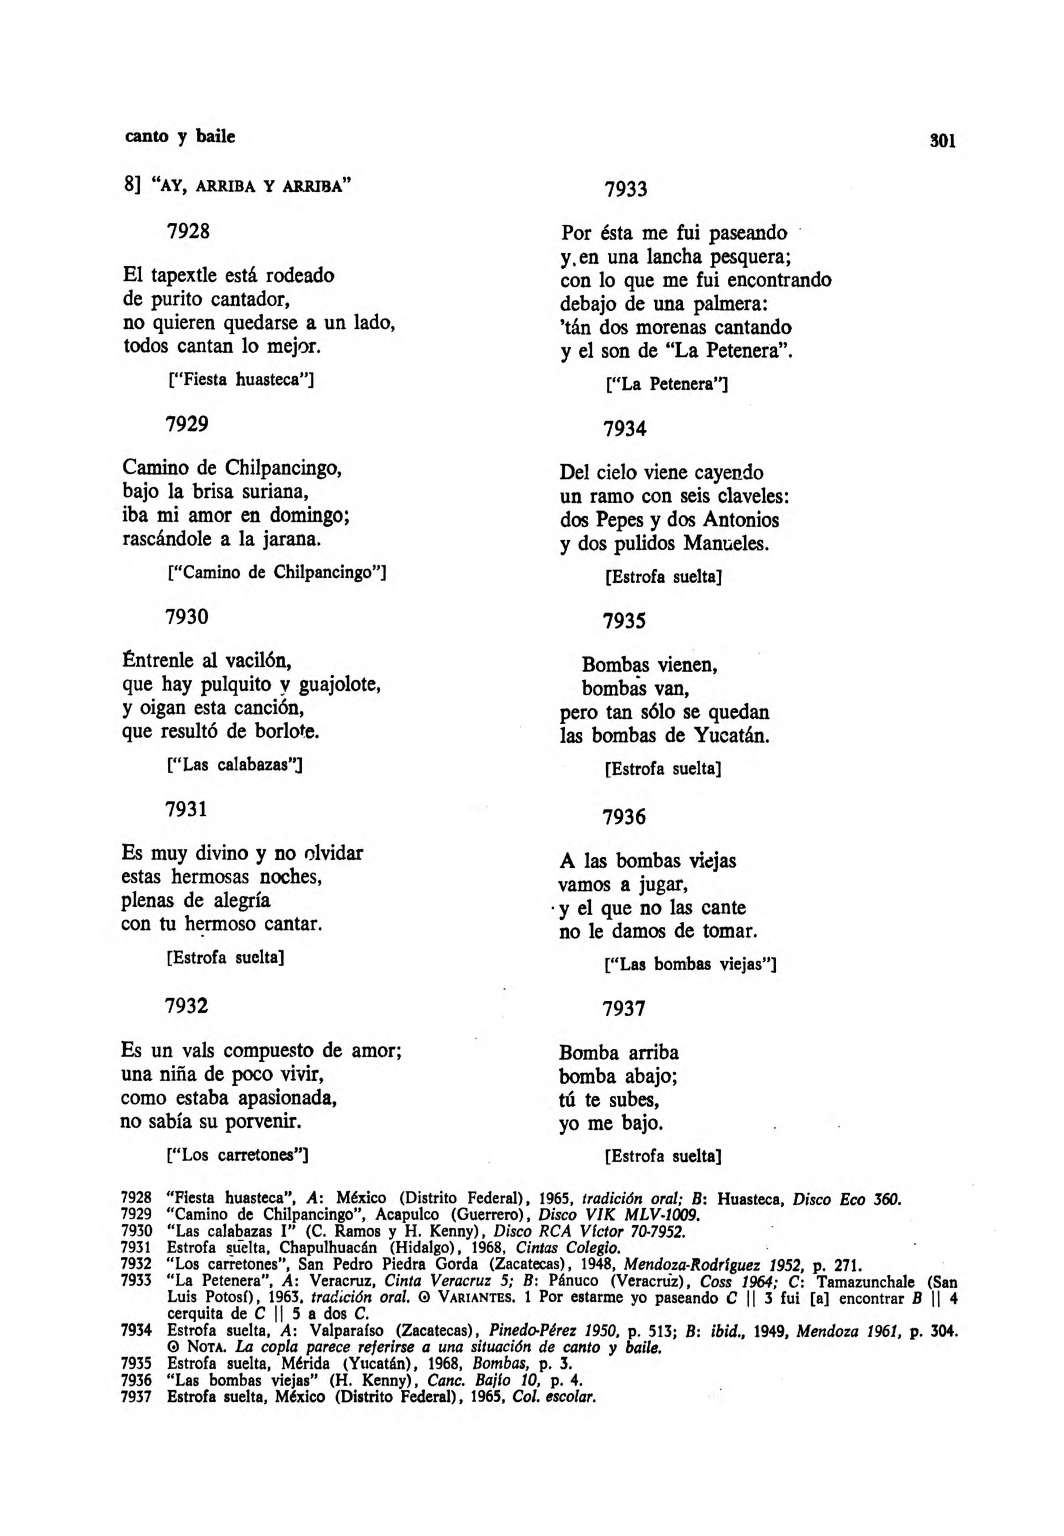 canto y baile
301
8] “AY, ARRIBA Y ARRIBA”
7928
El tapextle está rodeado
de purito cantador,
no quieren quedarse a un lado,
todos cantan lo mejor.
[“Fiesta huasteca”]
7929
Camino de Chilpancingo,
bajo la brisa suriana,
iba mi amor en domingo;
rascándole a la jarana.
[“Camino de Chilpancingo”]
7930
Éntrenle al vacilón,
que hay pulquito y guajolote,
y oigan esta canción,
que resultó de borlote.
[“Las calabazas”]
7931
Es muy divino y no olvidar
estas hermosas noches,
plenas de alegría
con tu hermoso cantar.
[Estrofa suelta]
7932
Es un vals compuesto de amor;
una niña de poco vivir,
como estaba apasionada,
no sabía su porvenir.
[“Los carretones”]
7933
Por ésta me fui paseando
y en una lancha pesquera;
con lo que me fui encontrando
debajo de una palmera:
’tán dos morenas cantando
y el son de “La Petenera”.
[“La Petenera”]
7934
Del cielo viene cayendo
un ramo con seis claveles:
dos Pepes y dos Antonios
y dos pulidos Manueles.
[Estrofa suelta]
7935
Bombas vienen,
bombas van,
pero tan sólo se quedan
las bombas de Yucatán.
[Estrofa suelta]
7936
A las bombas viejas
vamos a jugar,
y el que no las cante
no le damos de tomar.
[“Las bombas viejas”]
7937
Bomba arriba
bomba abajo;
tú te subes,
yo me bajo.
[Estrofa suelta]
7928 “Fiesta huasteca”, A: México (Distrito Federal), 1965, tradición oral; B: Huasteca, Disco Eco 360.
7929 “Camino de Chilpancingo”, Acapulco (Guerrero), Disco VIK MLV-1009.
7930 “Las calabazas I” (C. Ramos y H. Kenny), Disco RCA Víctor 70-7952.
7931 Estrofa suelta, Chapulhuacán (Hidalgo), 1968, Cintas Colegio.
7932 “Los carretones”, San Pedro Piedra Gorda (Zacatecas), 1948, Mendoza-Rodríguez 1952, p. 271.
7933 “La Petenera”, A: Veracruz, Cinta Veracruz 5; B: Pánuco (Veracruz), Coss 1964; C: Tamazunchale (San
Luis Potosí), 1963, tradición oral. ⊙ VARIANTES. 1 Por estarme yo paseando C || 3 fui [a] encontrar B || 4
cerquita de C || 5 a dos C.
7934 Estrofa suelta, A: Valparaíso (Zacatecas), Pinedo-Pérez 1950, p. 513; B: ibid., 1949, Mendoza 1961, p. 304.
⊙ NOTA. La copla parece referirse a una situación de canto y baile.
7935 Estrofa suelta, Mérida (Yucatán), 1968, Bombas, p. 3.
7936 “Las bombas viejas” (H. Kenny), Canc. Bajío 10, p. 4.
7937 Estrofa suelta, México (Distrito Federal), 1965, Col. escolar.